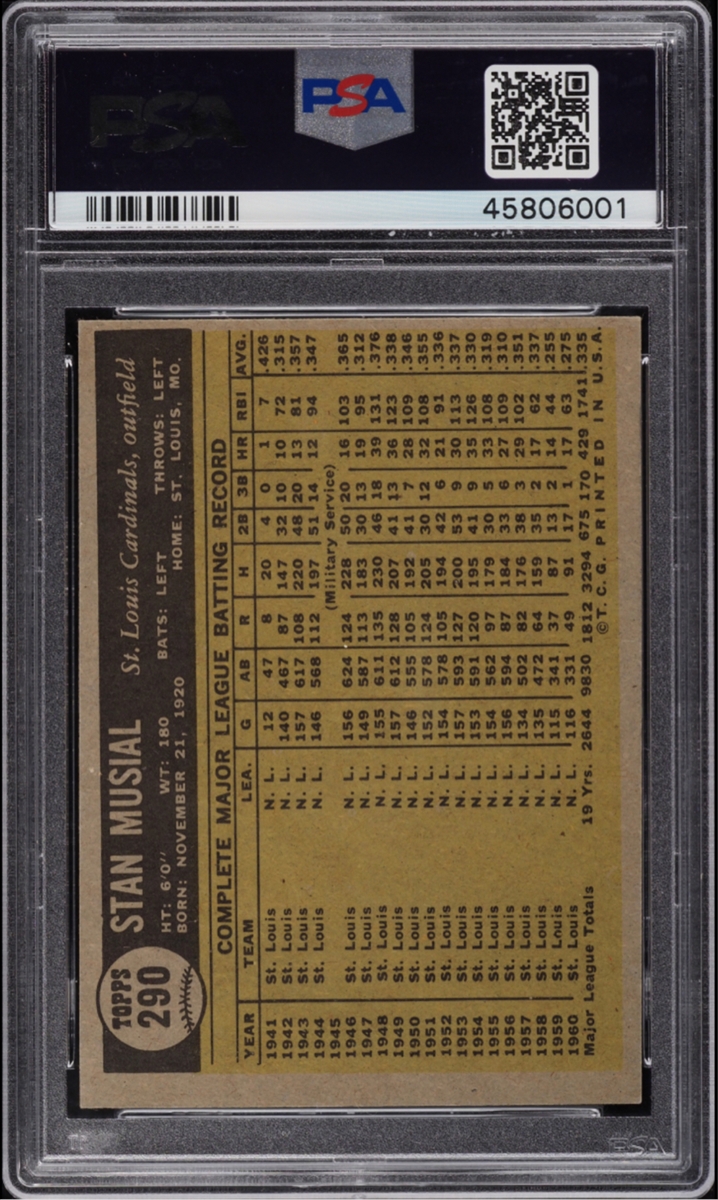 PSA
PSA
45806001
TOPPS
290
STAN MUSIAL St. Louis Cardinals, outfield
HT: 6'0" WT: 180 BATS: LEFT THROWS: LEFT
BORN: NOVEMBER 21, 1920 HOME: ST. LOUIS, MO.
COMPLETE MAJOR LEAGUE BATTING RECORD
YEAR TEAM LEA. G AB R H 2B 3B HR RBI AVG.
1941 St. Louis N. L. 12 47 8 20 4 0 1 7 .426
1942 St. Louis N. L. 140 467 87 147 32 10 10 72 .315
1943 St. Louis N. L. 157 617 108 220 48 20 13 81 .357
1944 St. Louis N. L. 146 568 112 197 51 14 12 94 .347
1945 (Military Service)
1946 St. Louis N. L. 156 624 124 228 50 20 16 103 .365
1947 St. Louis N. L. 149 587 113 183 30 13 19 95 .312
1948 St. Louis N. L. 155 611 135 230 46 18 39 131 .376
1949 St. Louis N. L. 157 612 128 207 41 13 36 123 .338
1950 St. Louis N. L. 146 555 105 192 41 7 28 109 .346
1951 St. Louis N. L. 152 578 124 205 30 12 32 108 .355
1952 St. Louis N. L. 154 578 105 194 42 6 21 91 .336
1953 St. Louis N. L. 157 593 127 200 53 9 30 113 .337
1954 St. Louis N. L. 153 591 120 195 41 9 35 126 .330
1955 St. Louis N. L. 154 562 97 179 30 5 33 108 .319
1956 St. Louis N. L. 156 594 87 184 33 6 27 109 .310
1957 St. Louis N. L. 134 502 82 176 38 3 29 102 .351
1958 St. Louis N. L. 135 472 64 159 35 2 17 62 .337
1959 St. Louis N. L. 115 341 37 87 13 2 14 44 .255
1960 St. Louis N. L. 116 331 49 91 17 1 17 63 .275
Major League Totals 19 Yrs. 2644 9830 1812 3294 675 170 429 1741 .335
© T. C. G. PRINTED IN U.S.A.
PSA